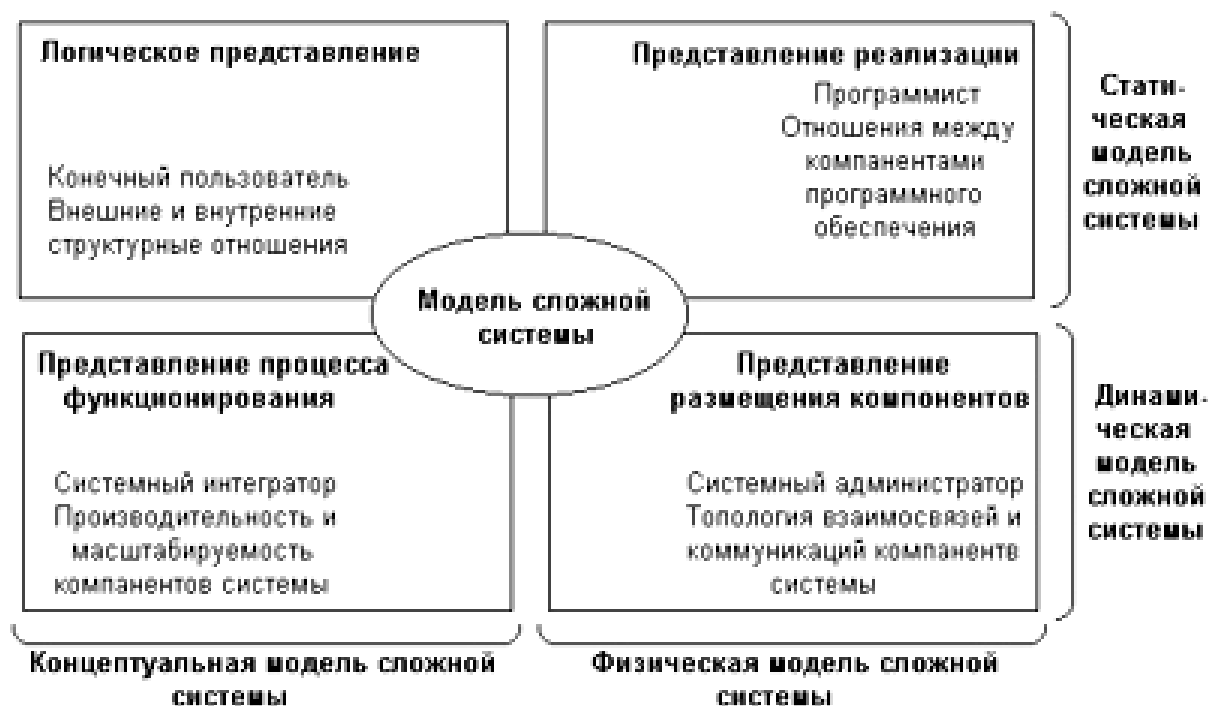 Логическое представление
Конечный пользователь
Внешние и внутренние
структурные отношения
Представление реализации
Программист
Отношения между
компанентами
программного
обеспечения
Стати-
ческая
модель
сложной
системы
Модель сложной
системы
Представление процесса
функционирования
Системный интегратор
Производительность и
масштабируемость
компанентов системы
Представление
размещения компонентов
Системный администратор
Топология взаимосвязей и
коммуникаций компанентв
системы
Динами-
ческая
модель
сложной
системы
Концептуальная модель сложной
системы
Физическая модель сложной
системы